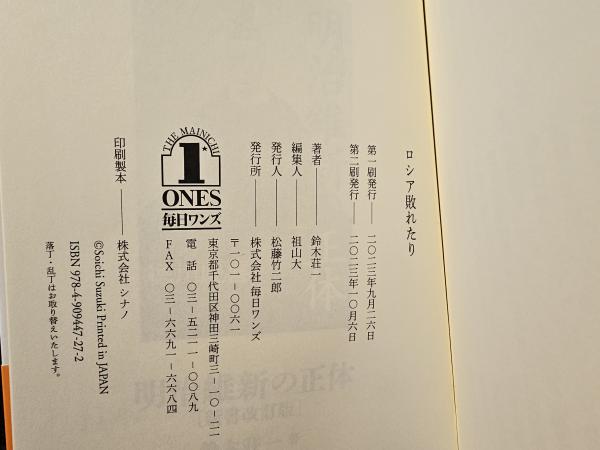 ロシア敗れたり
第一刷発行――二〇二三年九月二六日
第二刷発行――二〇二三年一〇月六日
著者――鈴木荘一
編集人――祖山大
発行人――松藤竹二郎
発行所――株式会社 毎日ワンズ
〒一〇一－〇〇六一
東京都千代田区神田三崎町三－一〇－二一
電話 〇三－五二一一－〇〇八九
FAX 〇三－六六九一－六六八四
THE MAINICHI
1
ONES
毎日ワンズ
印刷製本――株式会社 シナノ
©Soichi Suzuki Printed in JAPAN
ISBN 978-4-909447-27-2
落丁・乱丁はお取り替えいたします。